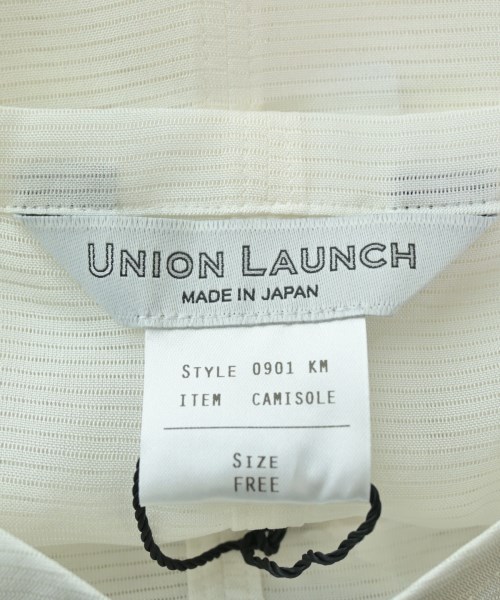 UNION LAUNCH
MADE IN JAPAN
STYLE 0901 KM
ITEM CAMISOLE
SIZE
FREE